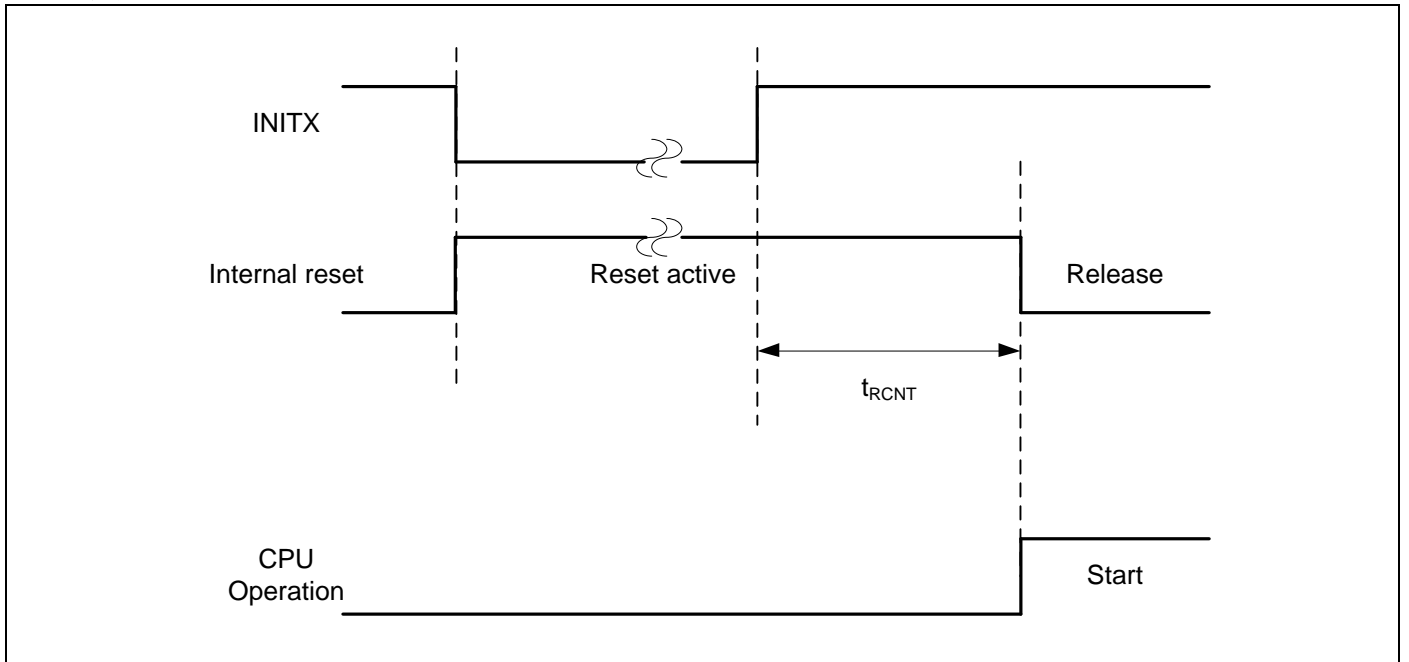 INITX
Internal reset
Reset active
Release
tRCNT
CPU
Operation
Start